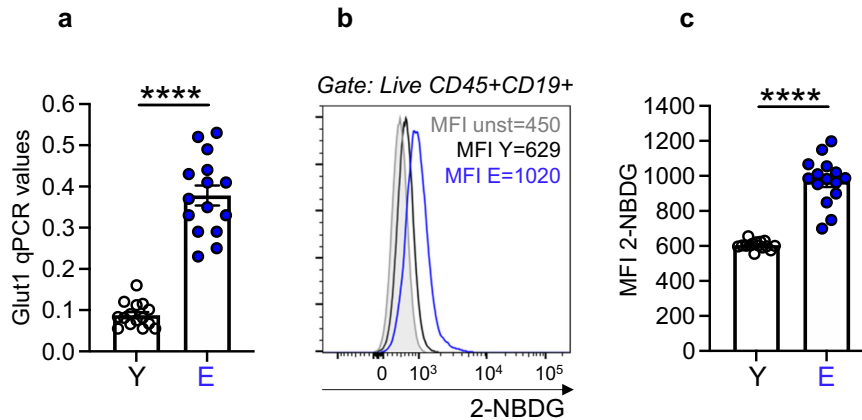 a
b
c
****
Glut1 qPCR values
0.6
0.5
0.4
0.3
0.2
0.1
0.0
Y
E
Gate: Live CD45+CD19+
MFI unst=450
MFI Y=629
MFI E=1020
0
10³
10⁴
10⁵
2-NBDG
****
MFI 2-NBDG
1400
1200
1000
800
600
400
200
0
Y
E